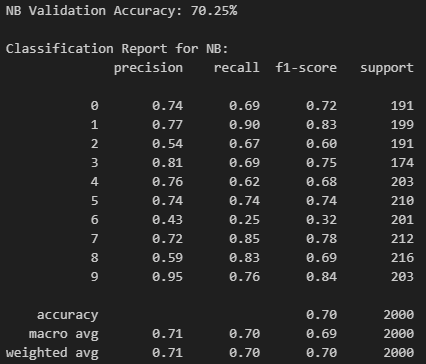 NB Validation Accuracy: 70.25%
Classification Report for NB:
precision recall f1-score support
0 0.74 0.69 0.72 191
1 0.77 0.90 0.83 199
2 0.54 0.67 0.60 191
3 0.81 0.69 0.75 174
4 0.76 0.62 0.68 203
5 0.74 0.74 0.74 210
6 0.43 0.25 0.32 201
7 0.72 0.85 0.78 212
8 0.59 0.83 0.69 216
9 0.95 0.76 0.84 203
accuracy 0.70 2000
macro avg 0.71 0.70 0.69 2000
weighted avg 0.71 0.70 0.70 2000